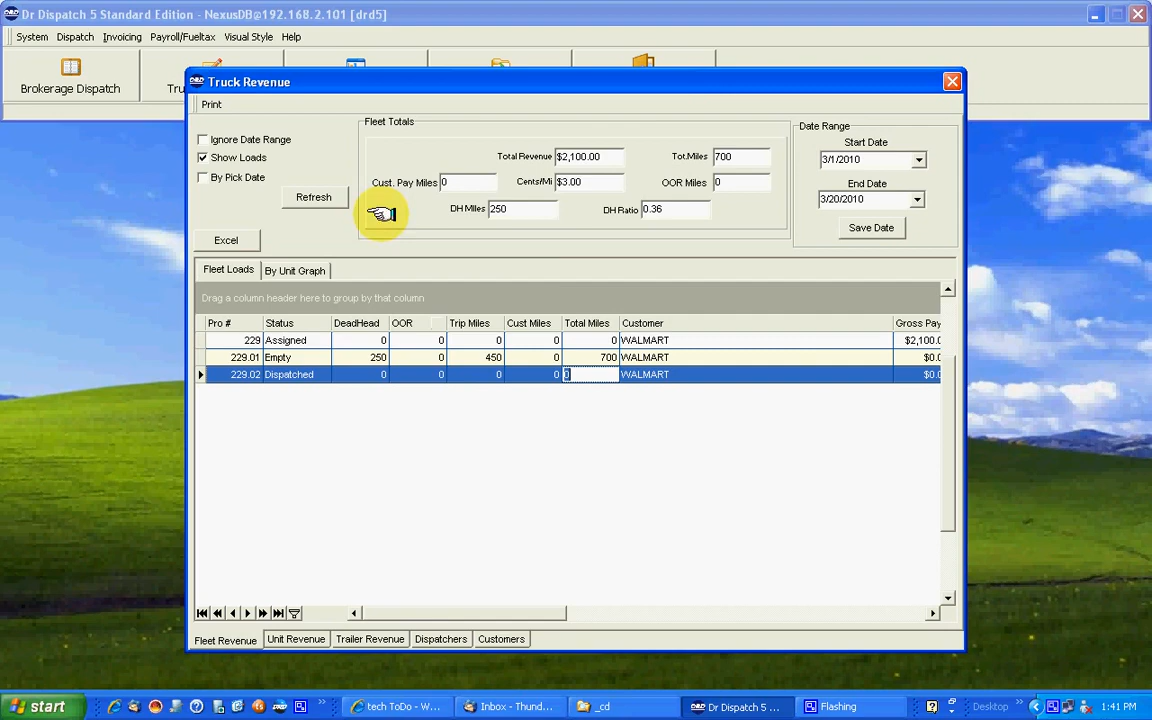 Dr Dispatch 5 Standard Edition - NexusDB@192.168.2.101 [drd5]
System Dispatch Invoicing Payroll/Fueltax Visual Style Help
Brokerage Dispatch
Tru
DRD Truck Revenue
Print
Ignore Date Range
Show Loads
By Pick Date
Refresh
Excel
Fleet Totals
Total Revenue $2,100.00 Tot.Miles 700
Cust. Pay Miles 0 Cents/Mi $3.00 OOR Miles 0
DH Miles 250 DH Ratio 0.36
Date Range
Start Date
3/1/2010
End Date
3/20/2010
Save Date
Fleet Loads By Unit Graph
Drag a column header here to group by that column
Pro # Status DeadHead OOR Trip Miles Cust Miles Total Miles Customer Gross Pay
229 Assigned 0 0 0 0 0 WALMART $2,100.0
229.01 Empty 250 0 450 0 700 WALMART $0.0
229.02 Dispatched 0 0 0 0 0 WALMART $0.0
Fleet Revenue Unit Revenue Trailer Revenue Dispatchers Customers
start tech ToDo - W... Inbox - Thund... _cd Dr Dispatch 5 ... Flashing Desktop 1:41 PM